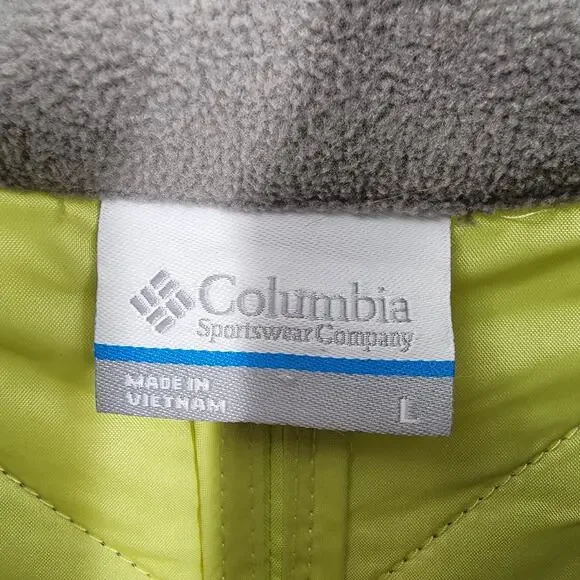 Columbia
Sportswear Company
MADE IN
VIETNAM
L